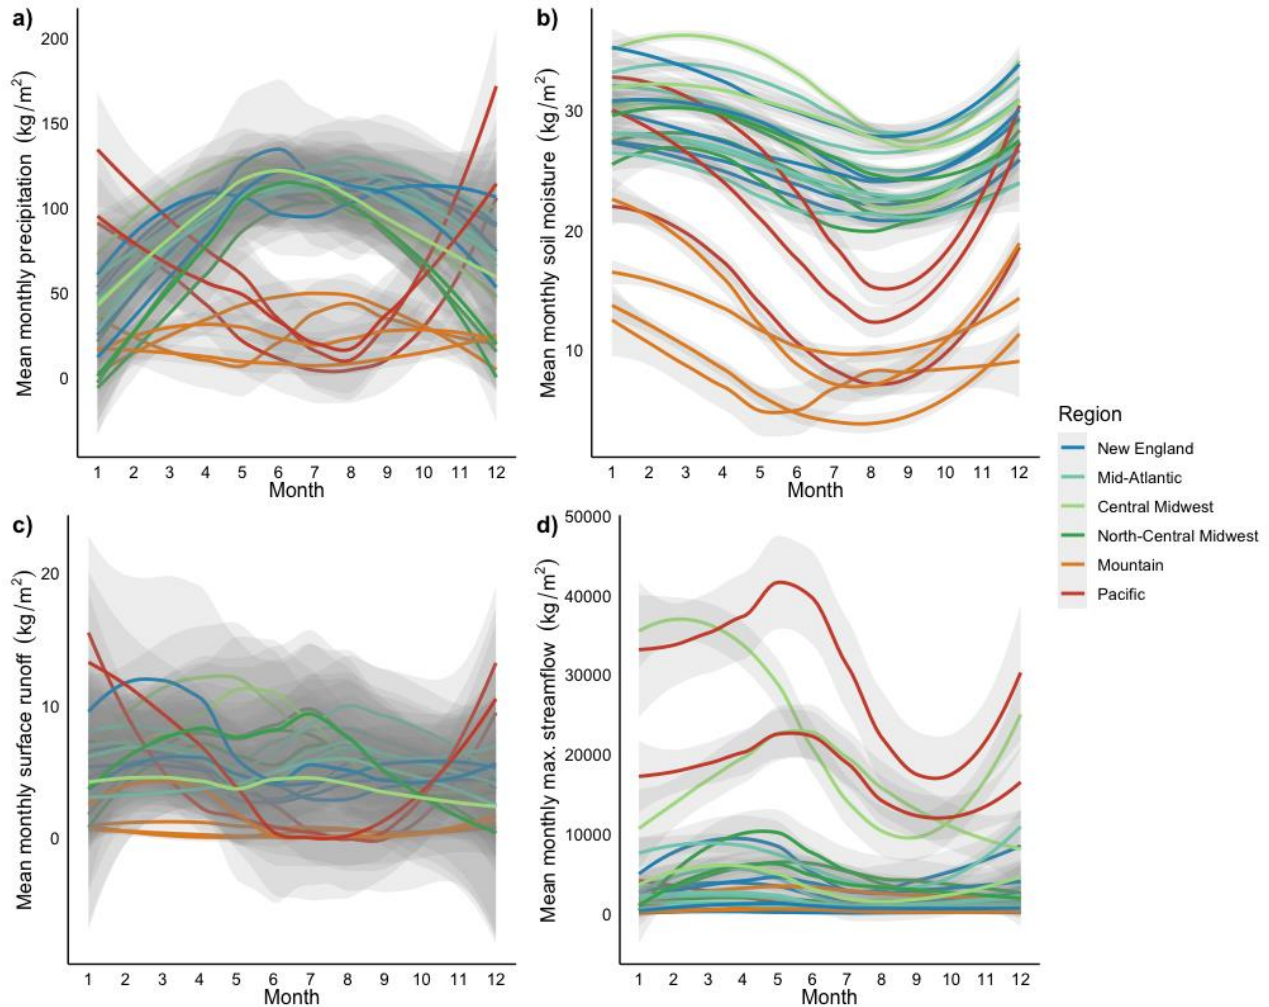 a)
Mean monthly precipitation (kg/m²)
200
150
100
50
0
1 2 3 4 5 6 7 8 9 10 11 12
Month
b)
Mean monthly soil moisture (kg/m²)
30
20
10
1 2 3 4 5 6 7 8 9 10 11 12
Month
c)
Mean monthly surface runoff (kg/m²)
20
10
0
1 2 3 4 5 6 7 8 9 10 11 12
Month
d)
Mean monthly max. streamflow (kg/m²)
50000
40000
30000
20000
10000
0
1 2 3 4 5 6 7 8 9 10 11 12
Month
Region
New England
Mid-Atlantic
Central Midwest
North-Central Midwest
Mountain
Pacific